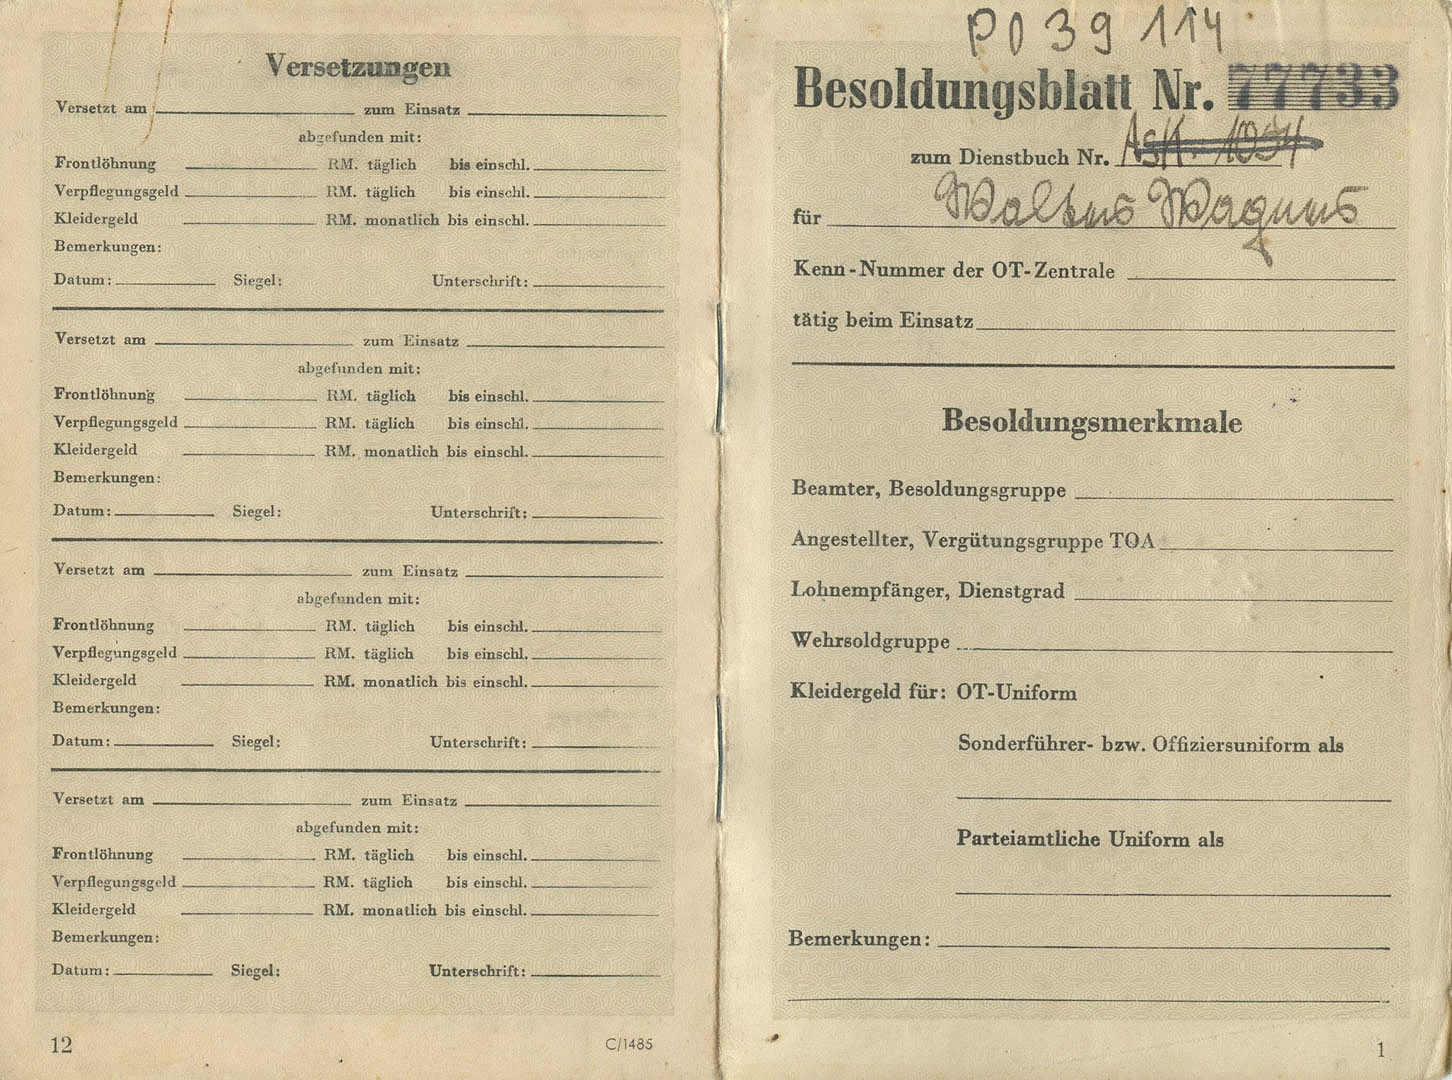 Versetzungen
Versetzt am zum Einsatz
abgefunden mit:
Frontlöhnung RM. täglich bis einschl.
Verpflegungsgeld RM. täglich bis einschl.
Kleidergeld RM. monatlich bis einschl.
Bemerkungen:
Datum: Siegel: Unterschrift:
Versetzt am zum Einsatz
abgefunden mit:
Frontlöhnung RM. täglich bis einschl.
Verpflegungsgeld RM. täglich bis einschl.
Kleidergeld RM. monatlich bis einschl.
Bemerkungen:
Datum: Siegel: Unterschrift:
Versetzt am zum Einsatz
abgefunden mit:
Frontlöhnung RM. täglich bis einschl.
Verpflegungsgeld RM. täglich bis einschl.
Kleidergeld RM. monatlich bis einschl.
Bemerkungen:
Datum: Siegel: Unterschrift:
Versetzt am zum Einsatz
abgefunden mit:
Frontlöhnung RM. täglich bis einschl.
Verpflegungsgeld RM. täglich bis einschl.
Kleidergeld RM. monatlich bis einschl.
Bemerkungen:
Datum: Siegel: Unterschrift:
12
C/1485
PO 39 114
Besoldungsblatt Nr. 77733
zum Dienstbuch Nr.
für Walter Wagner
Kenn-Nummer der OT-Zentrale
tätig beim Einsatz
Besoldungsmerkmale
Beamter, Besoldungsgruppe
Angestellter, Vergütungsgruppe TOA
Lohnempfänger, Dienstgrad
Wehrsoldgruppe
Kleidergeld für: OT-Uniform
Sonderführer- bzw. Offiziersuniform als
Parteiamtliche Uniform als
Bemerkungen:
1